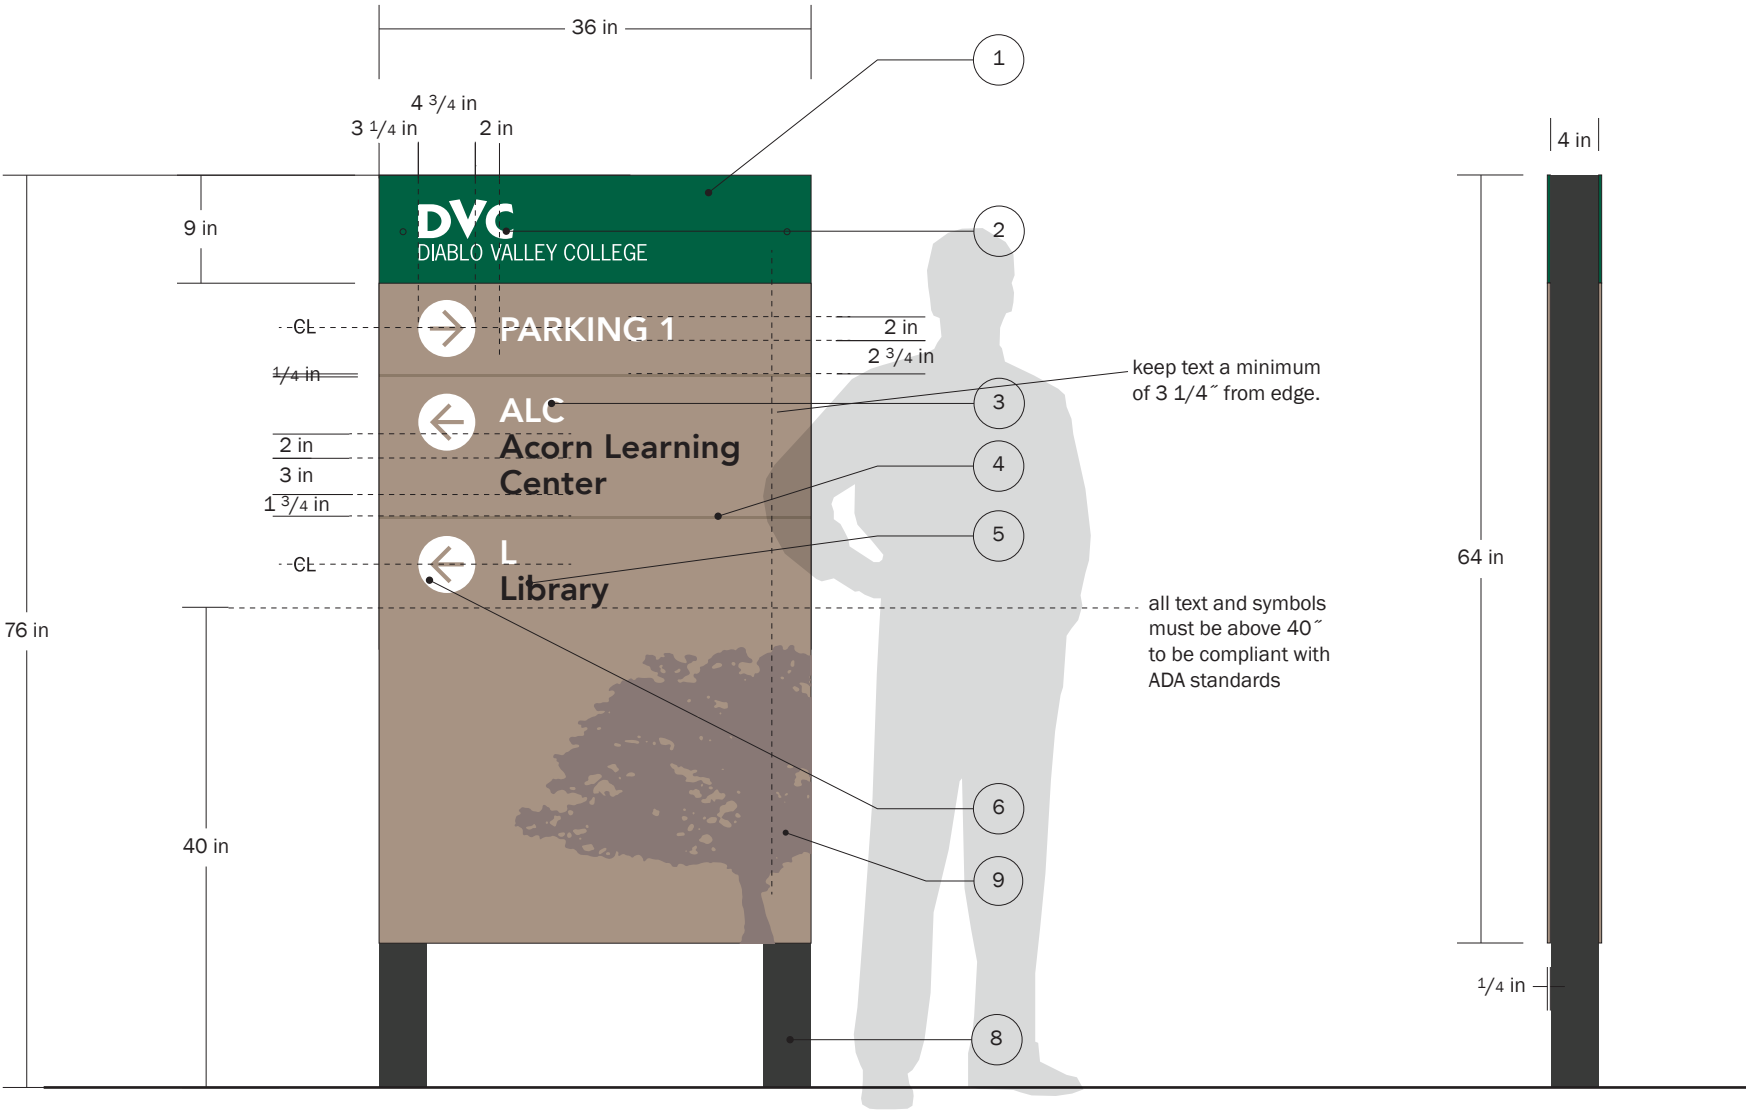 36 in
1
4 3/4 in
3 1/4 in
2 in
4 in
9 in
DVC
DIABLO VALLEY COLLEGE
2
CL
PARKING 1
2 in
2 3/4 in
1/4 in
keep text a minimum
of 3 1/4˝ from edge.
ALC
3
Acorn Learning
Center
2 in
3 in
1 3/4 in
4
5
L
Library
CL
64 in
76 in
all text and symbols
must be above 40˝
to be compliant with
ADA standards
40 in
6
9
1/4 in
8